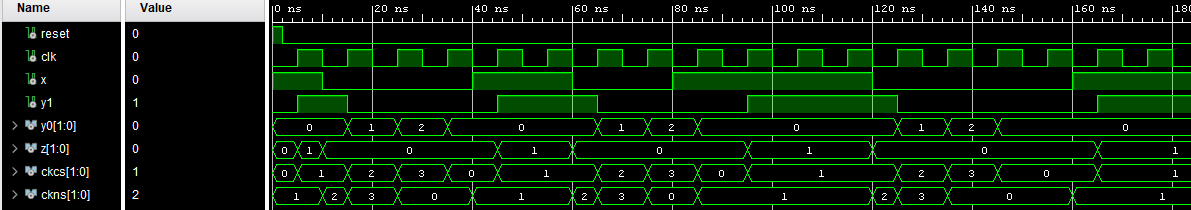 Name Value 0 ns 20 ns 40 ns 60 ns 80 ns 100 ns 120 ns 140 ns 160 ns 180
reset 0
clk 0
x 0
y1 1
y0[1:0] 0 0 1 2 0 1 2 0 1 2 0
z[1:0] 0 0 1 0 1 0 1 0 1
ckcs[1:0] 1 0 1 2 3 0 1 2 3 0 1 2 3 0 1
ckns[1:0] 2 1 2 3 0 1 2 3 0 1 2 3 0 1